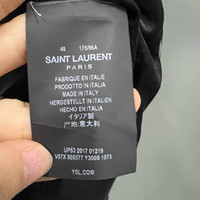 48 175/96A
SAINT LAURENT
PARIS
FABRIQUE EN ITALIE
PRODOTTO IN ITALIA
MADE IN ITALY
HERGESTELLT IN ITALIEN
HECHO EN ITALIA
イタリア製
产地:意大利
UP53 2017 01219
V57X 605577 Y300S 1073
YSL.COM